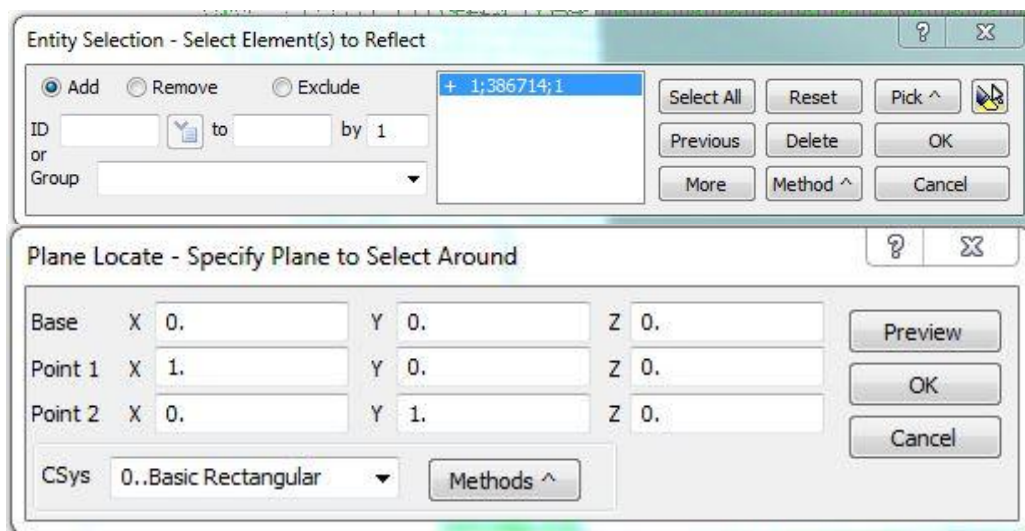 Entity Selection - Select Element(s) to Reflect
Add Remove Exclude
+ 1;386714;1
Select All Reset Pick ^
ID to by 1
or
Previous Delete OK
Group
More Method ^ Cancel
Plane Locate - Specify Plane to Select Around
Base X 0. Y 0. Z 0.
Preview
Point 1 X 1. Y 0. Z 0.
OK
Point 2 X 0. Y 1. Z 0.
Cancel
CSys 0..Basic Rectangular Methods ^